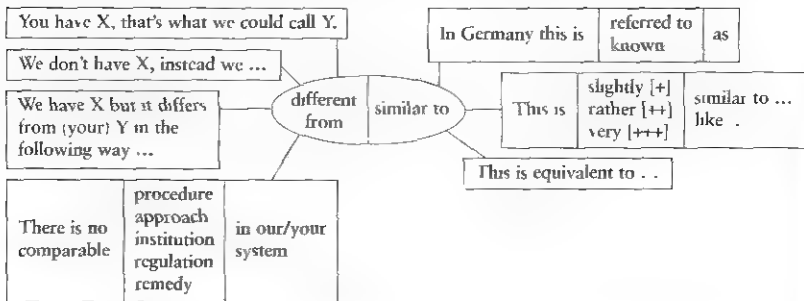 You have X, that's what we could call Y.
We don't have X, instead we ...
We have X but it differs
from (your) Y in the
following way ...
different
from
similar to
In Germany this is
referred to
known
as
This is
slightly [+]
rather [++]
very [+++]
similar to ...
like .
This is equivalent to . .
There is no
comparable
procedure
approach
institution
regulation
remedy
in our/your
system